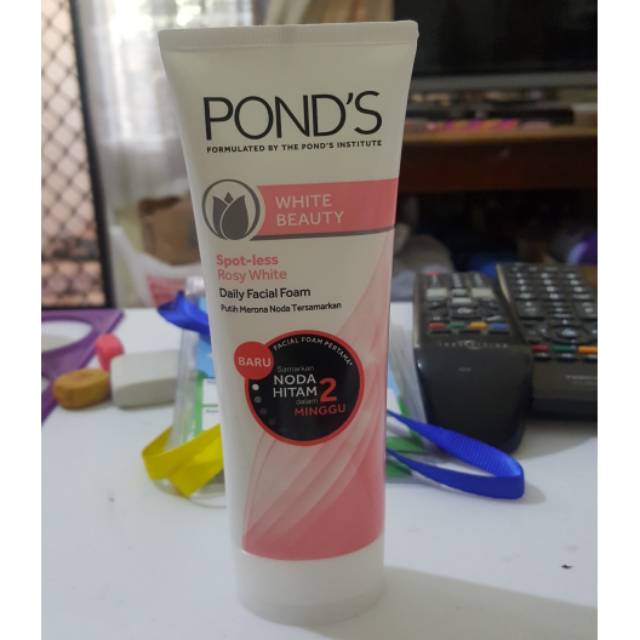 POND'S
FORMULATED BY THE POND'S INSTITUTE
WHITE
BEAUTY
Spot-less
Rosy White
Daily Facial Foam
Putih Merona Noda Tersamarkan
FACIAL FOAM PERTAMA*
BARU
Samarkan
NODA
HITAM
dalam 2
MINGGU